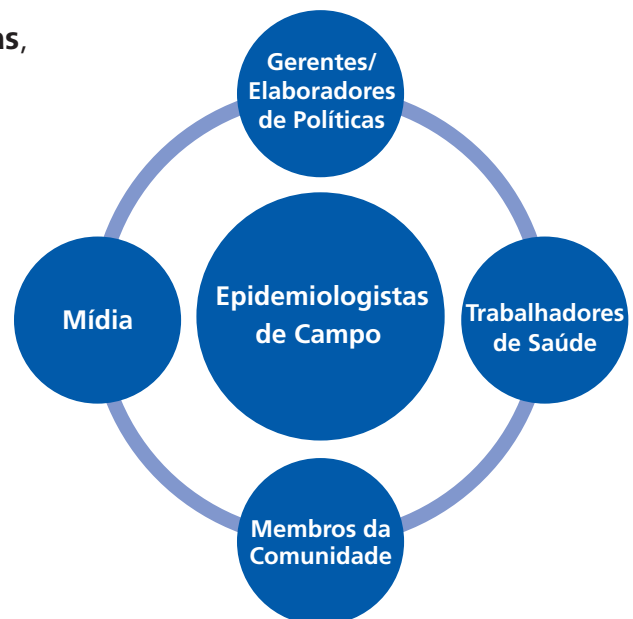 as,
Gerentes/
Elaboradores
de Políticas
Mídia
Epidemiologistas
de Campo
Trabalhadores
de Saúde
Membros da
Comunidade